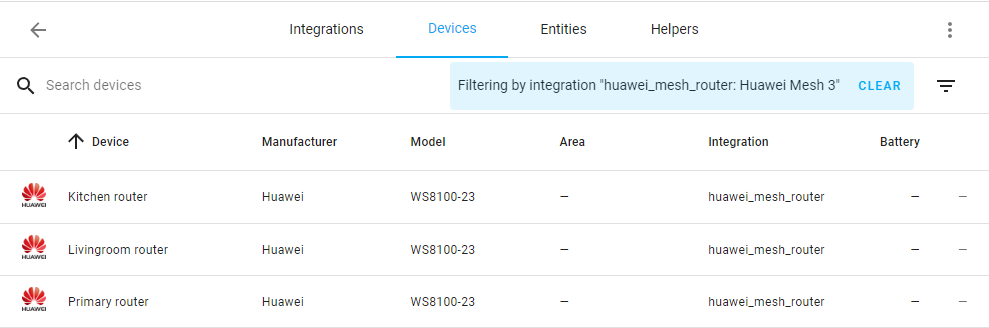 Integrations Devices Entities Helpers
Search devices Filtering by integration "huawei_mesh_router: Huawei Mesh 3" CLEAR
Device Manufacturer Model Area Integration Battery
HUAWEI Kitchen router Huawei WS8100-23 — huawei_mesh_router — —
HUAWEI Livingroom router Huawei WS8100-23 — huawei_mesh_router — —
HUAWEI Primary router Huawei WS8100-23 — huawei_mesh_router — —